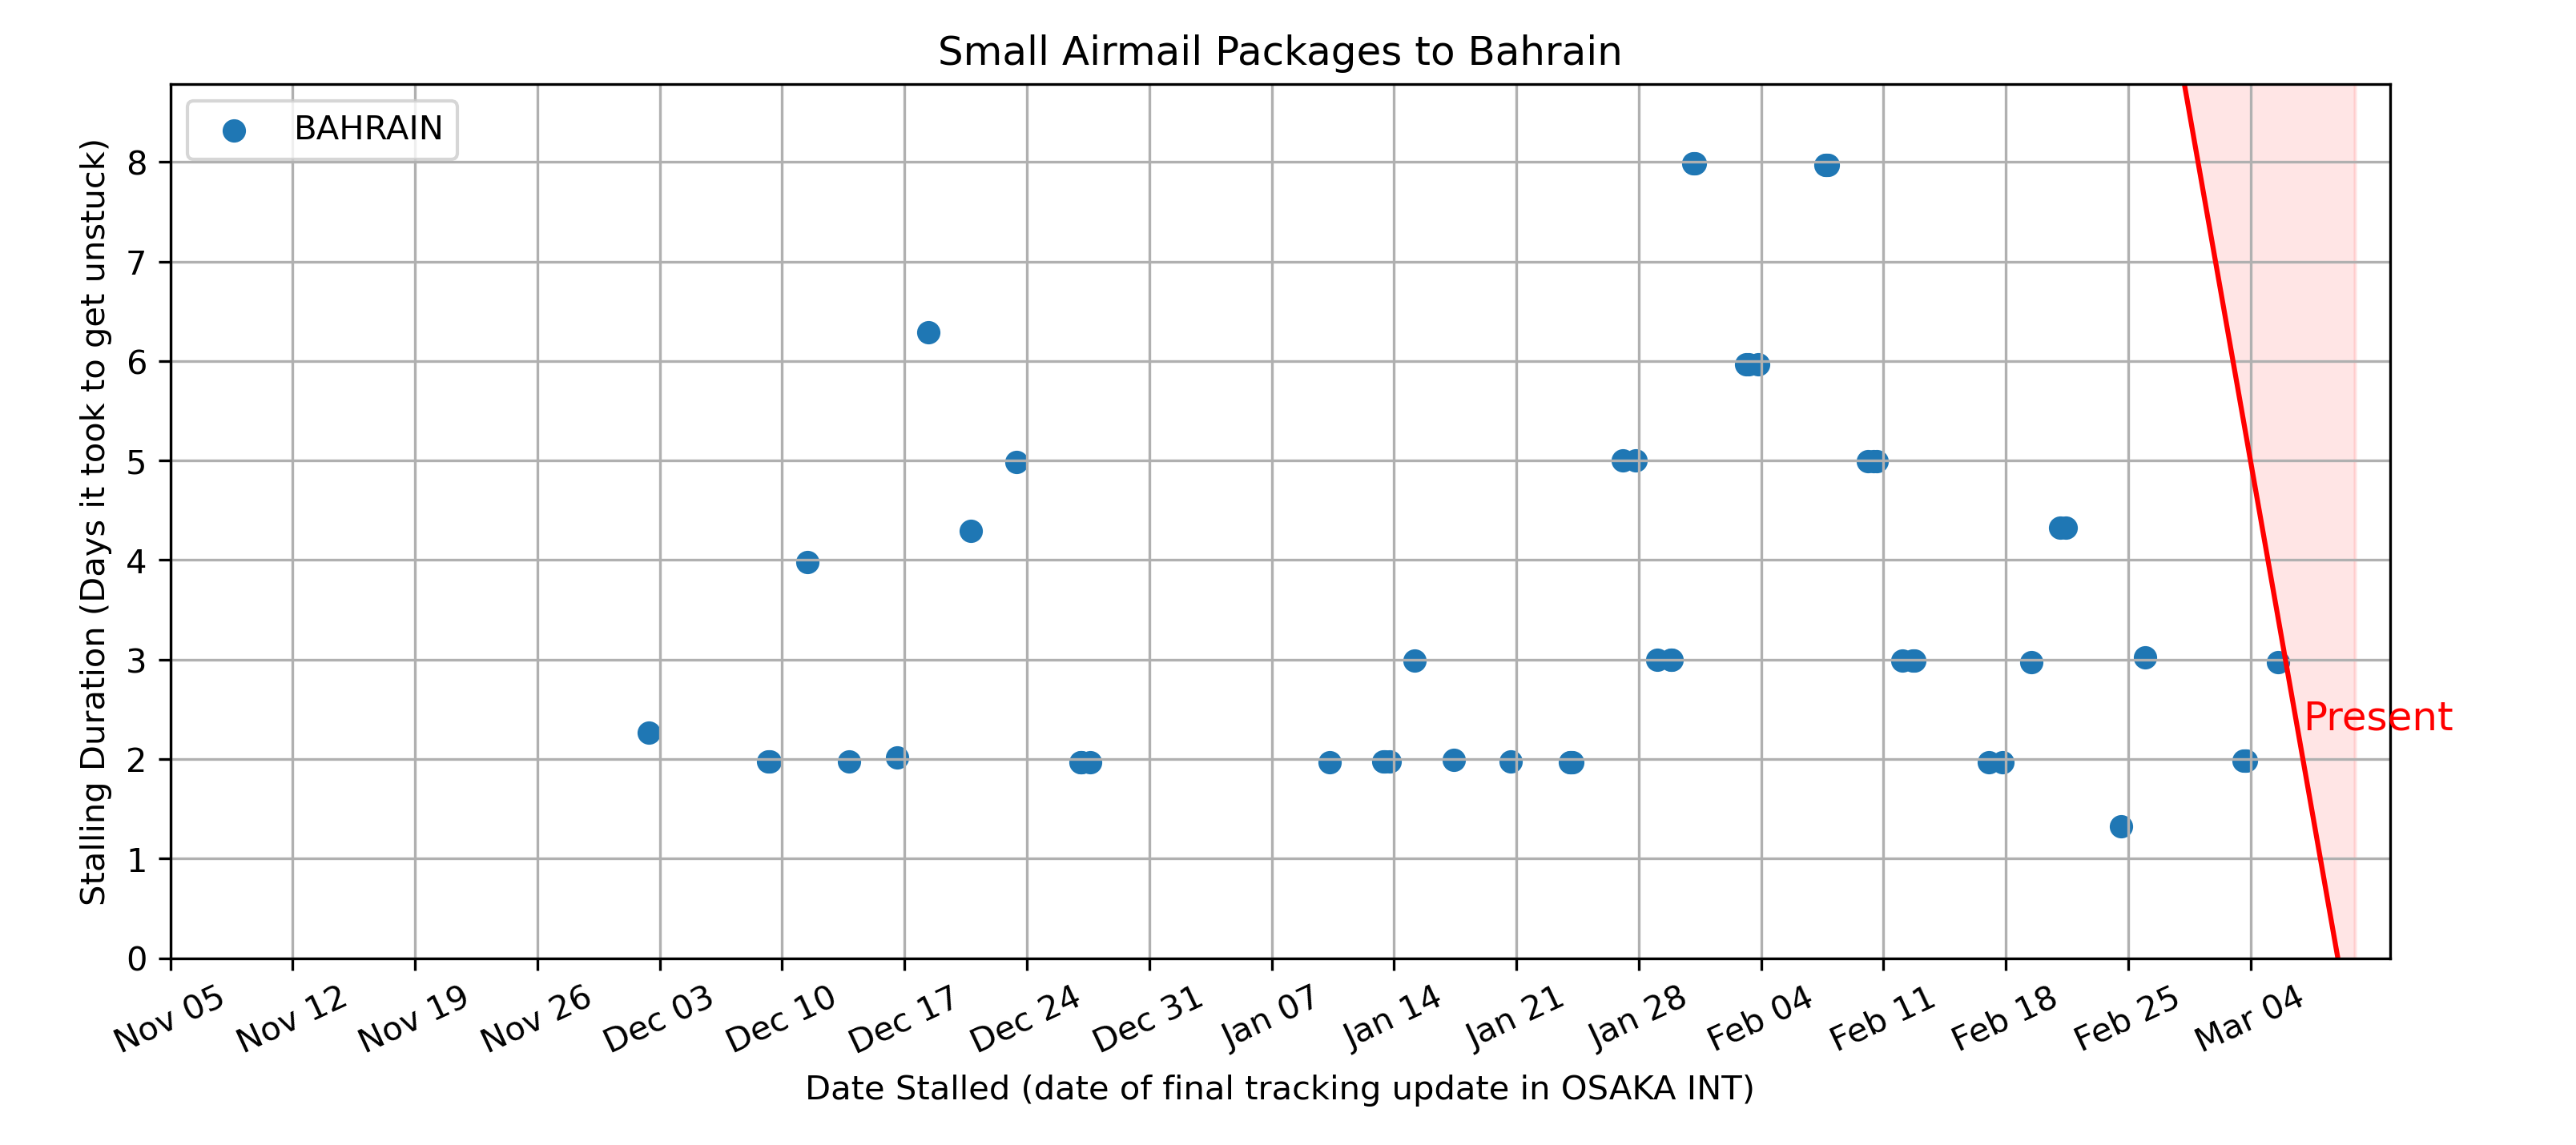 Small Airmail Packages to Bahrain
BAHRAIN
Stalling Duration (Days it took to get unstuck)
8
7
6
5
4
3
2
1
0
Present
Nov 05
Nov 12
Nov 19
Nov 26
Dec 03
Dec 10
Dec 17
Dec 24
Dec 31
Jan 07
Jan 14
Jan 21
Jan 28
Feb 04
Feb 11
Feb 18
Feb 25
Mar 04
Date Stalled (date of final tracking update in OSAKA INT)